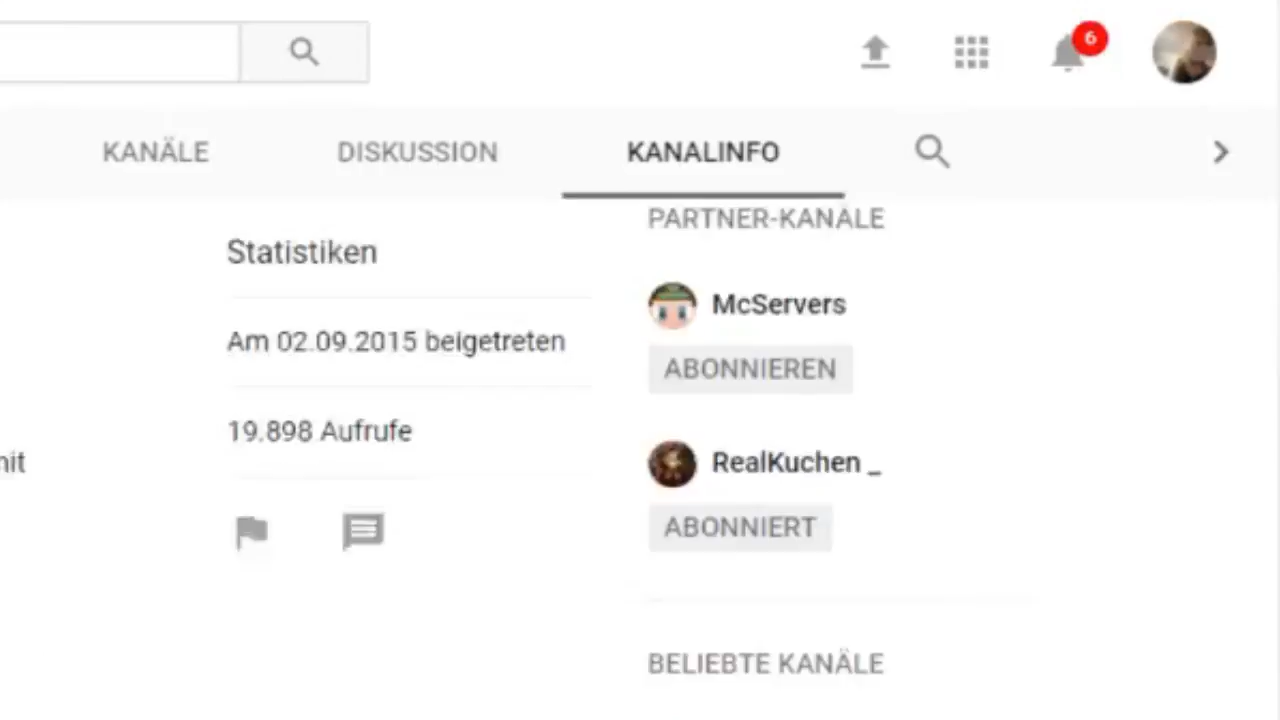 6
KANÄLE DISKUSSION KANALINFO
Statistiken
Am 02.09.2015 beigetreten
19.898 Aufrufe
PARTNER-KANÄLE
McServers
ABONNIEREN
RealKuchen _
ABONNIERT
BELIEBTE KANÄLE